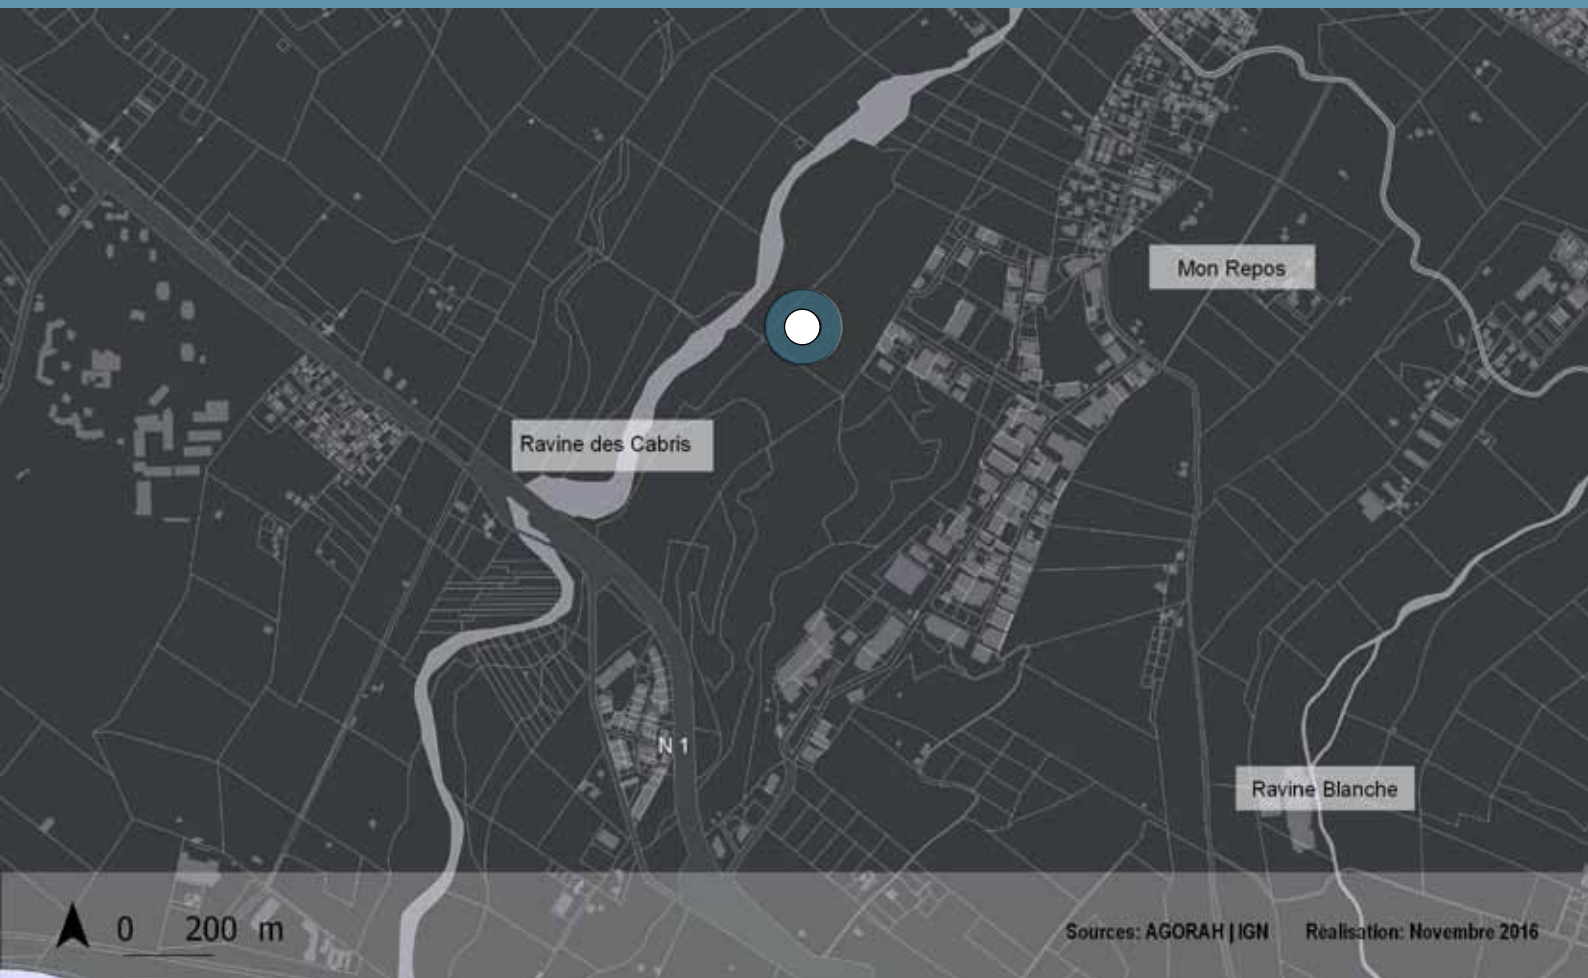 Mon Repos
Ravine des Cabris
N 1
Ravine Blanche
0 200 m
Sources: AGORAH | IGN Réalisation: Novembre 2016